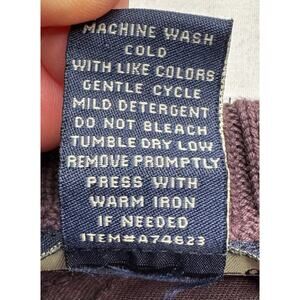 MACHINE WASH
COLD
WITH LIKE COLORS
GENTLE CYCLE
MILD DETERGENT
DO NOT BLEACH
TUMBLE DRY LOW
REMOVE PROMPTLY
PRESS WITH
WARM IRON
IF NEEDED
ITEM#A74623